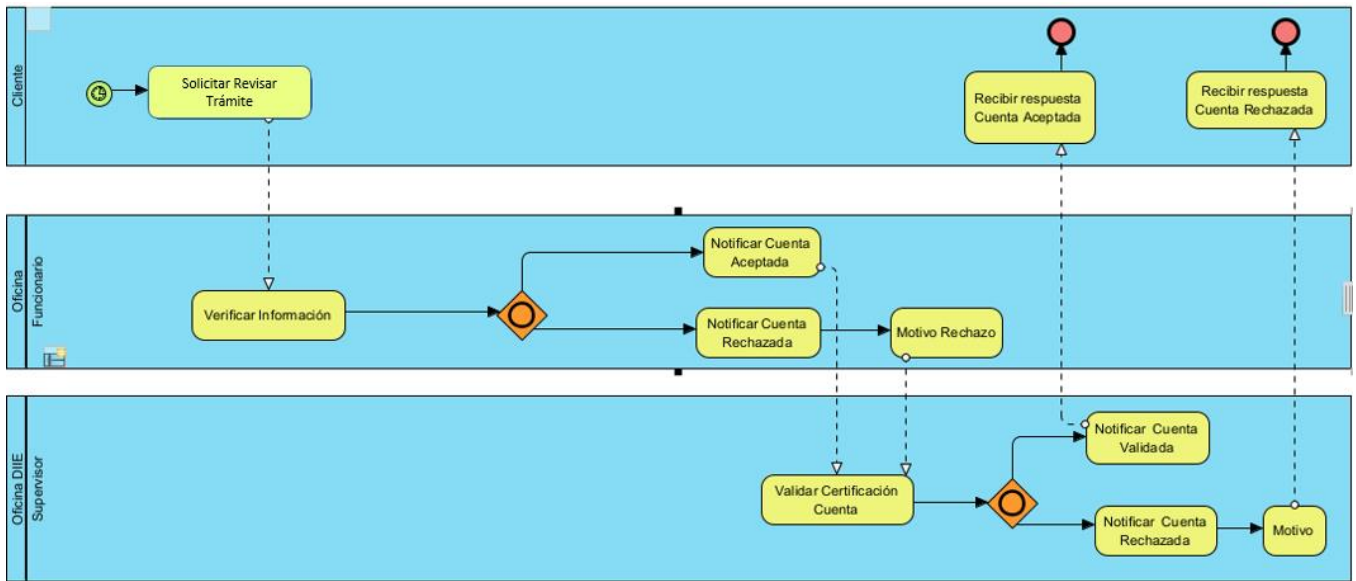 Cliente
Solicitar Revisar
Trámite
Recibir respuesta
Cuenta Aceptada
Recibir respuesta
Cuenta Rechazada
Oficina
Funcionario
Verificar Información
Notificar Cuenta
Aceptada
Notificar Cuenta
Rechazada
Motivo Rechazo
Oficina DIIE
Supervisor
Validar Certificación
Cuenta
Notificar Cuenta
Validada
Notificar Cuenta
Rechazada
Motivo